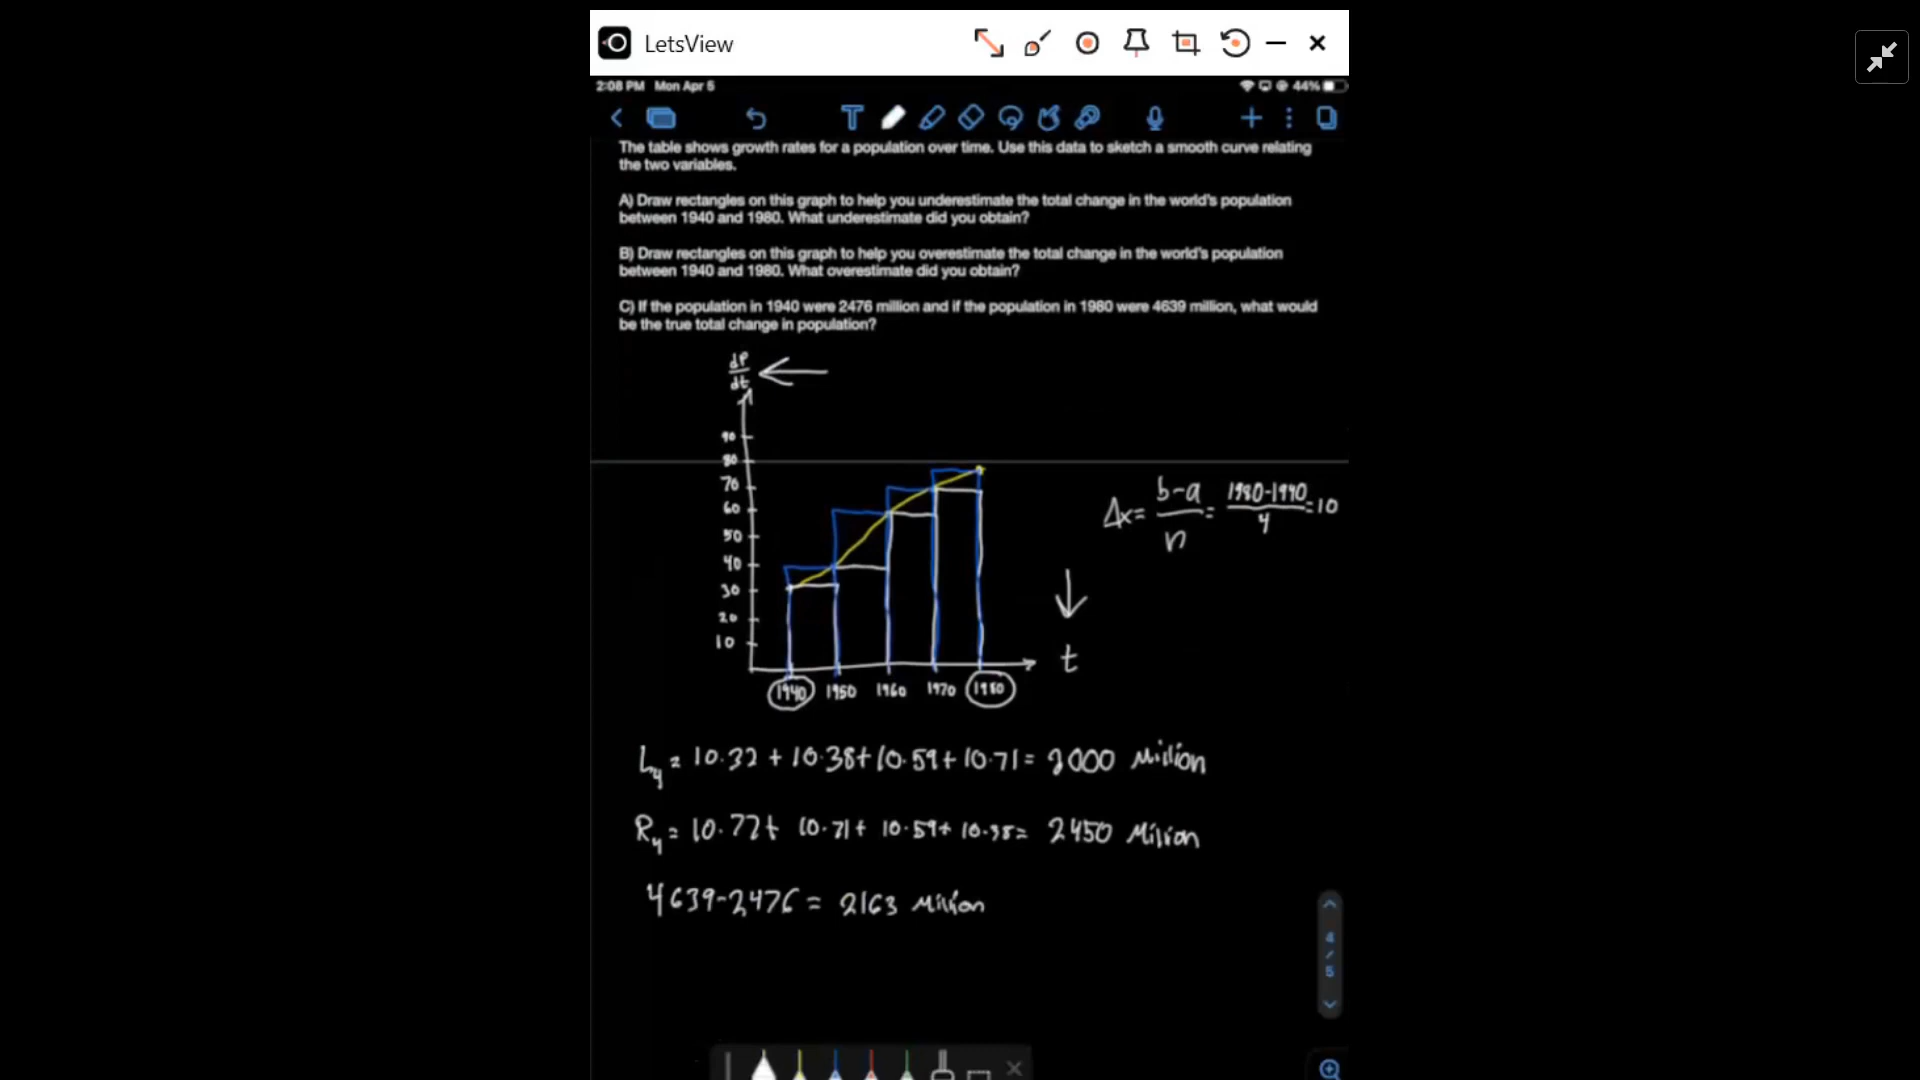 LetsView
2:08 PM Mon Apr 5
44%
The table shows growth rates for a population over time. Use this data to sketch a smooth curve relating
the two variables.
A) Draw rectangles on this graph to help you underestimate the total change in the world's population
between 1940 and 1980. What underestimate did you obtain?
B) Draw rectangles on this graph to help you overestimate the total change in the world's population
between 1940 and 1980. What overestimate did you obtain?
C) If the population in 1940 were 2476 million and if the population in 1980 were 4639 million, what would
be the true total change in population?
dP
dt
90
80
70
60
50
40
30
20
10
Δx = b-a / n = 1980-1940 / 4 = 10
t
1940 1950 1960 1970 1980
L4 = 10·32 + 10·38 + 10·59 + 10·71 = 2000 Million
R4 = 10·77 + 10·71 + 10·59 + 10·38 = 2450 Million
4639-2476 = 2163 Million
4
/
5